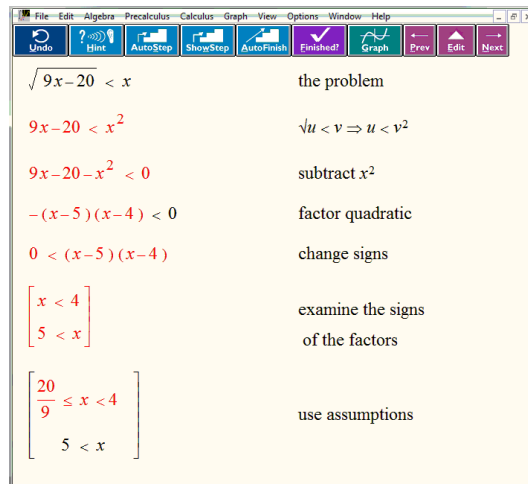 File Edit Algebra Precalculus Calculus Graph View Options Window Help
Undo ? Hint AutoStep ShowStep AutoFinish Finished? Graph Prev Edit Next
√9x−20 < x the problem
9x−20 < x² √u < v ⇒ u < v²
9x−20−x² < 0 subtract x²
−(x−5)(x−4) < 0 factor quadratic
0 < (x−5)(x−4) change signs
x < 4
5 < x
examine the signs
of the factors
20/9 ≤ x < 4
5 < x
use assumptions